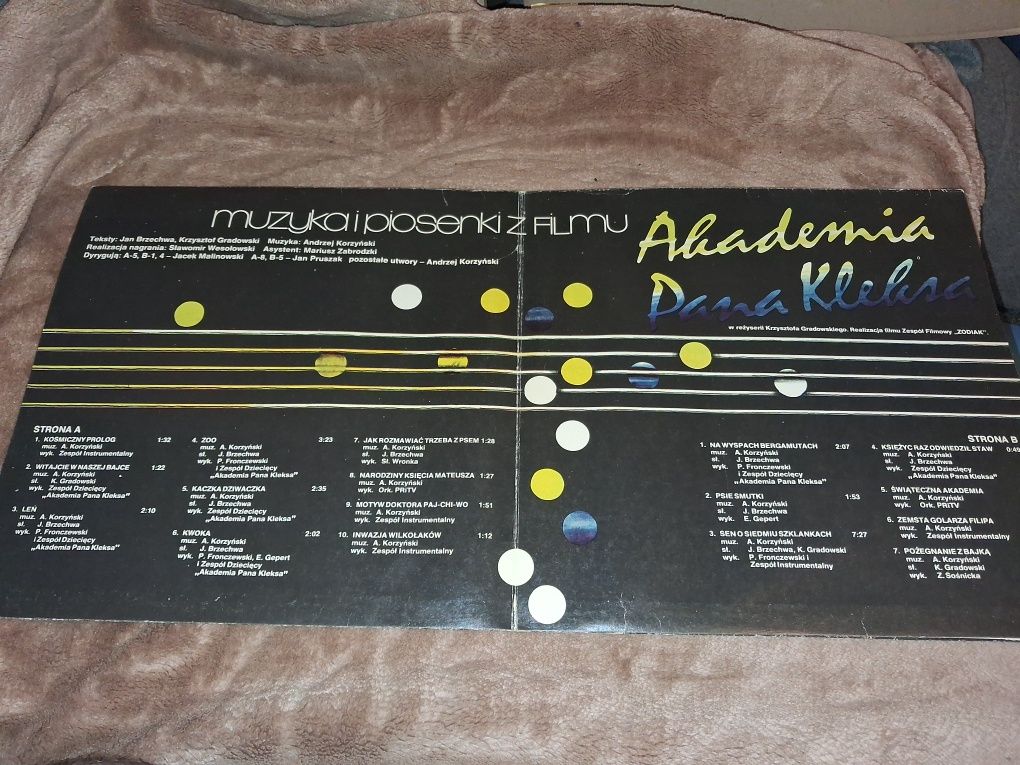 muzyka i piosenki z FILMU
Akademia
Pana Kleksa
Teksty: Jan Brzechwa, Krzysztof Gradowski Muzyka: Andrzej Korzyński
Realizacja nagrania: Sławomir Wesołowski Asystent: Mariusz Zabrodzki
Dyrygują: A-5, B-1, 4 – Jacek Malinowski A-8, B-5 – Jan Pruszak pozostałe utwory – Andrzej Korzyński
w reżyserii Krzysztofa Gradowskiego. Realizacja filmu Zespół Filmowy „ZODIAK".
STRONA A
1. KOSMICZNY PROLOG 1:32
muz. A. Korzyński
wyk. Zespół Instrumentalny
2. WITAJCIE W NASZEJ BAJCE 1:22
muz. A. Korzyński
sł. K. Gradowski
wyk. Zespół Dziecięcy
„Akademia Pana Kleksa"
3. LEŃ 2:10
muz. A. Korzyński
sł. J. Brzechwa
wyk. P. Fronczewski
i Zespół Dziecięcy
„Akademia Pana Kleksa"
4. ZOO 3:23
muz. A. Korzyński
sł. J. Brzechwa
wyk. P. Fronczewski
i Zespół Dziecięcy
„Akademia Pana Kleksa"
5. KACZKA DZIWACZKA 2:35
muz. A. Korzyński
sł. J. Brzechwa
wyk. Zespół Dziecięcy
„Akademia Pana Kleksa"
6. KWOKA 2:02
muz. A. Korzyński
sł. J. Brzechwa
wyk. P. Fronczewski, E. Gepert
i Zespół Dziecięcy
„Akademia Pana Kleksa"
7. JAK ROZMAWIAĆ TRZEBA Z PSEM 1:28
muz. A. Korzyński
sł. J. Brzechwa
wyk. Sł. Wronka
8. NARODZINY KSIĘCIA MATEUSZA 1:27
muz. A. Korzyński
wyk. Ork. PRiTV
9. MOTYW DOKTORA PAJ-CHI-WO 1:51
muz. A. Korzyński
wyk. Zespół Instrumentalny
10. INWAZJA WILKOŁAKÓW 1:12
muz. A. Korzyński
wyk. Zespół Instrumentalny
STRONA B
1. NA WYSPACH BERGAMUTACH 2:07
muz. A. Korzyński
sł. J. Brzechwa
wyk. P. Fronczewski
i Zespół Dziecięcy
„Akademia Pana Kleksa"
2. PSIE SMUTKI 1:53
muz. A. Korzyński
sł. J. Brzechwa
wyk. E. Gepert
3. SEN O SIEDMIU SZKLANKACH 7:27
muz. A. Korzyński
sł. J. Brzechwa, K. Gradowski
wyk. P. Fronczewski i
Zespół Instrumentalny
4. KSIĘŻYC RAZ ODWIEDZIŁ STAW 0:49
muz. A. Korzyński
sł. J. Brzechwa
wyk. Zespół Dziecięcy
„Akademia Pana Kleksa"
5. ŚWIĄTECZNA AKADEMIA
muz. A. Korzyński
wyk. Ork. PRiTV
6. ZEMSTA GOLARZA FILIPA
muz. A. Korzyński
wyk. Zespół Instrumentalny
7. POŻEGNANIE Z BAJKĄ
muz. A. Korzyński
sł. K. Gradowski
wyk. Z. Sośnicka